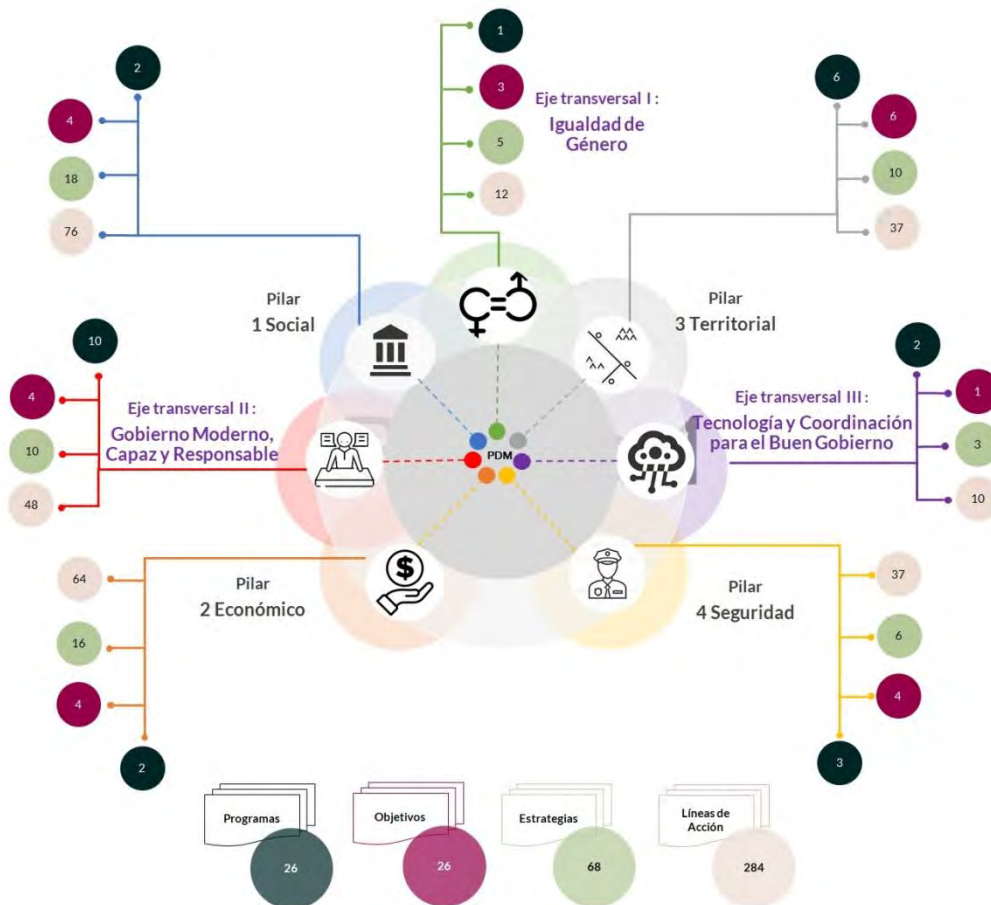 1
3
Eje transversal I :
Igualdad de
Género
5
12
2
4
18
76
6
6
10
37
Pilar
1 Social
Pilar
3 Territorial
10
4
10
48
Eje transversal II :
Gobierno Moderno,
Capaz y Responsable
PDM
Eje transversal III :
Tecnología y Coordinación
para el Buen Gobierno
2
1
3
10
64
16
4
2
Pilar
2 Económico
$
Pilar
4 Seguridad
37
6
4
3
Programas
26
Objetivos
26
Estrategias
68
Líneas de
Acción
284